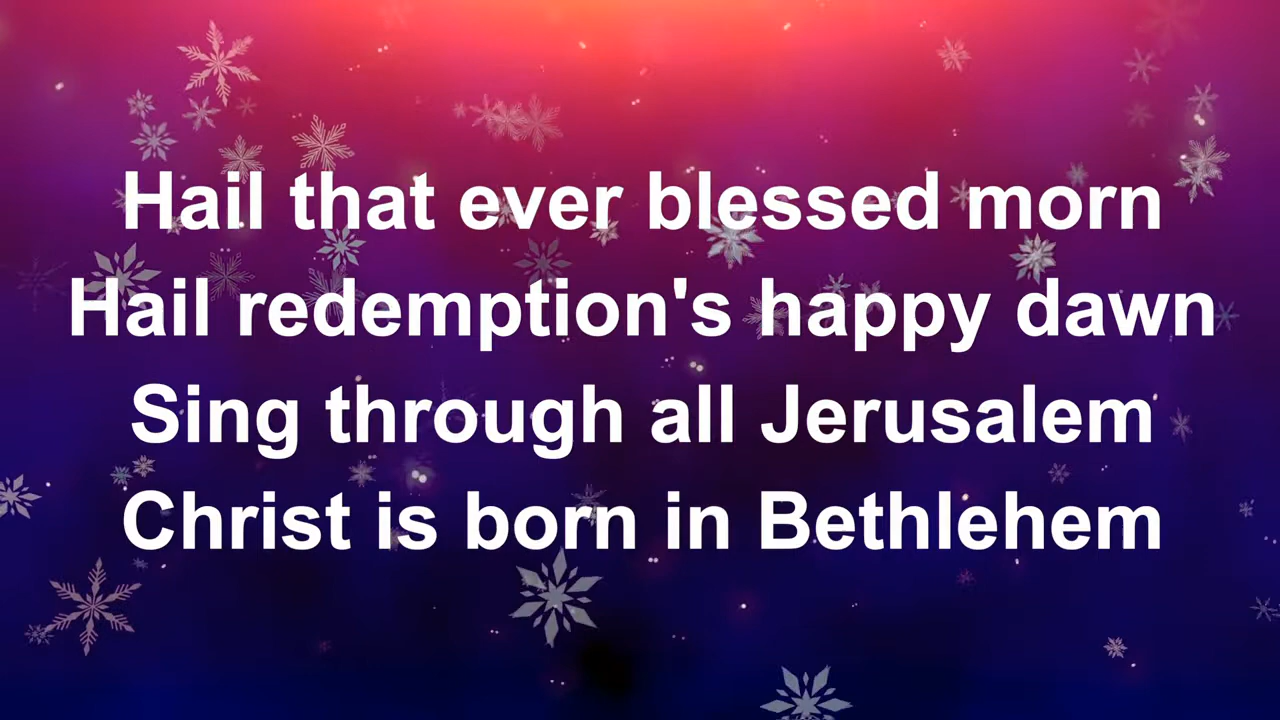 Hail that ever blessed morn
Hail redemption's happy dawn
Sing through all Jerusalem
Christ is born in Bethlehem